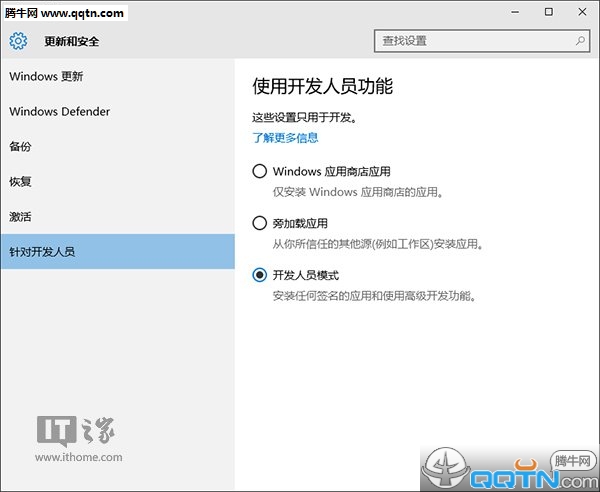 腾牛网 www.qqtn.com
更新和安全
查找设置
Windows 更新
Windows Defender
备份
恢复
激活
针对开发人员
使用开发人员功能
这些设置只用于开发。
了解更多信息
Windows 应用商店应用
仅安装 Windows 应用商店的应用。
旁加载应用
从你所信任的其他源(例如工作区)安装应用。
开发人员模式
安装任何签名的应用和使用高级开发功能。
IT之家
www.ithome.com
腾牛网
QQTN.COM